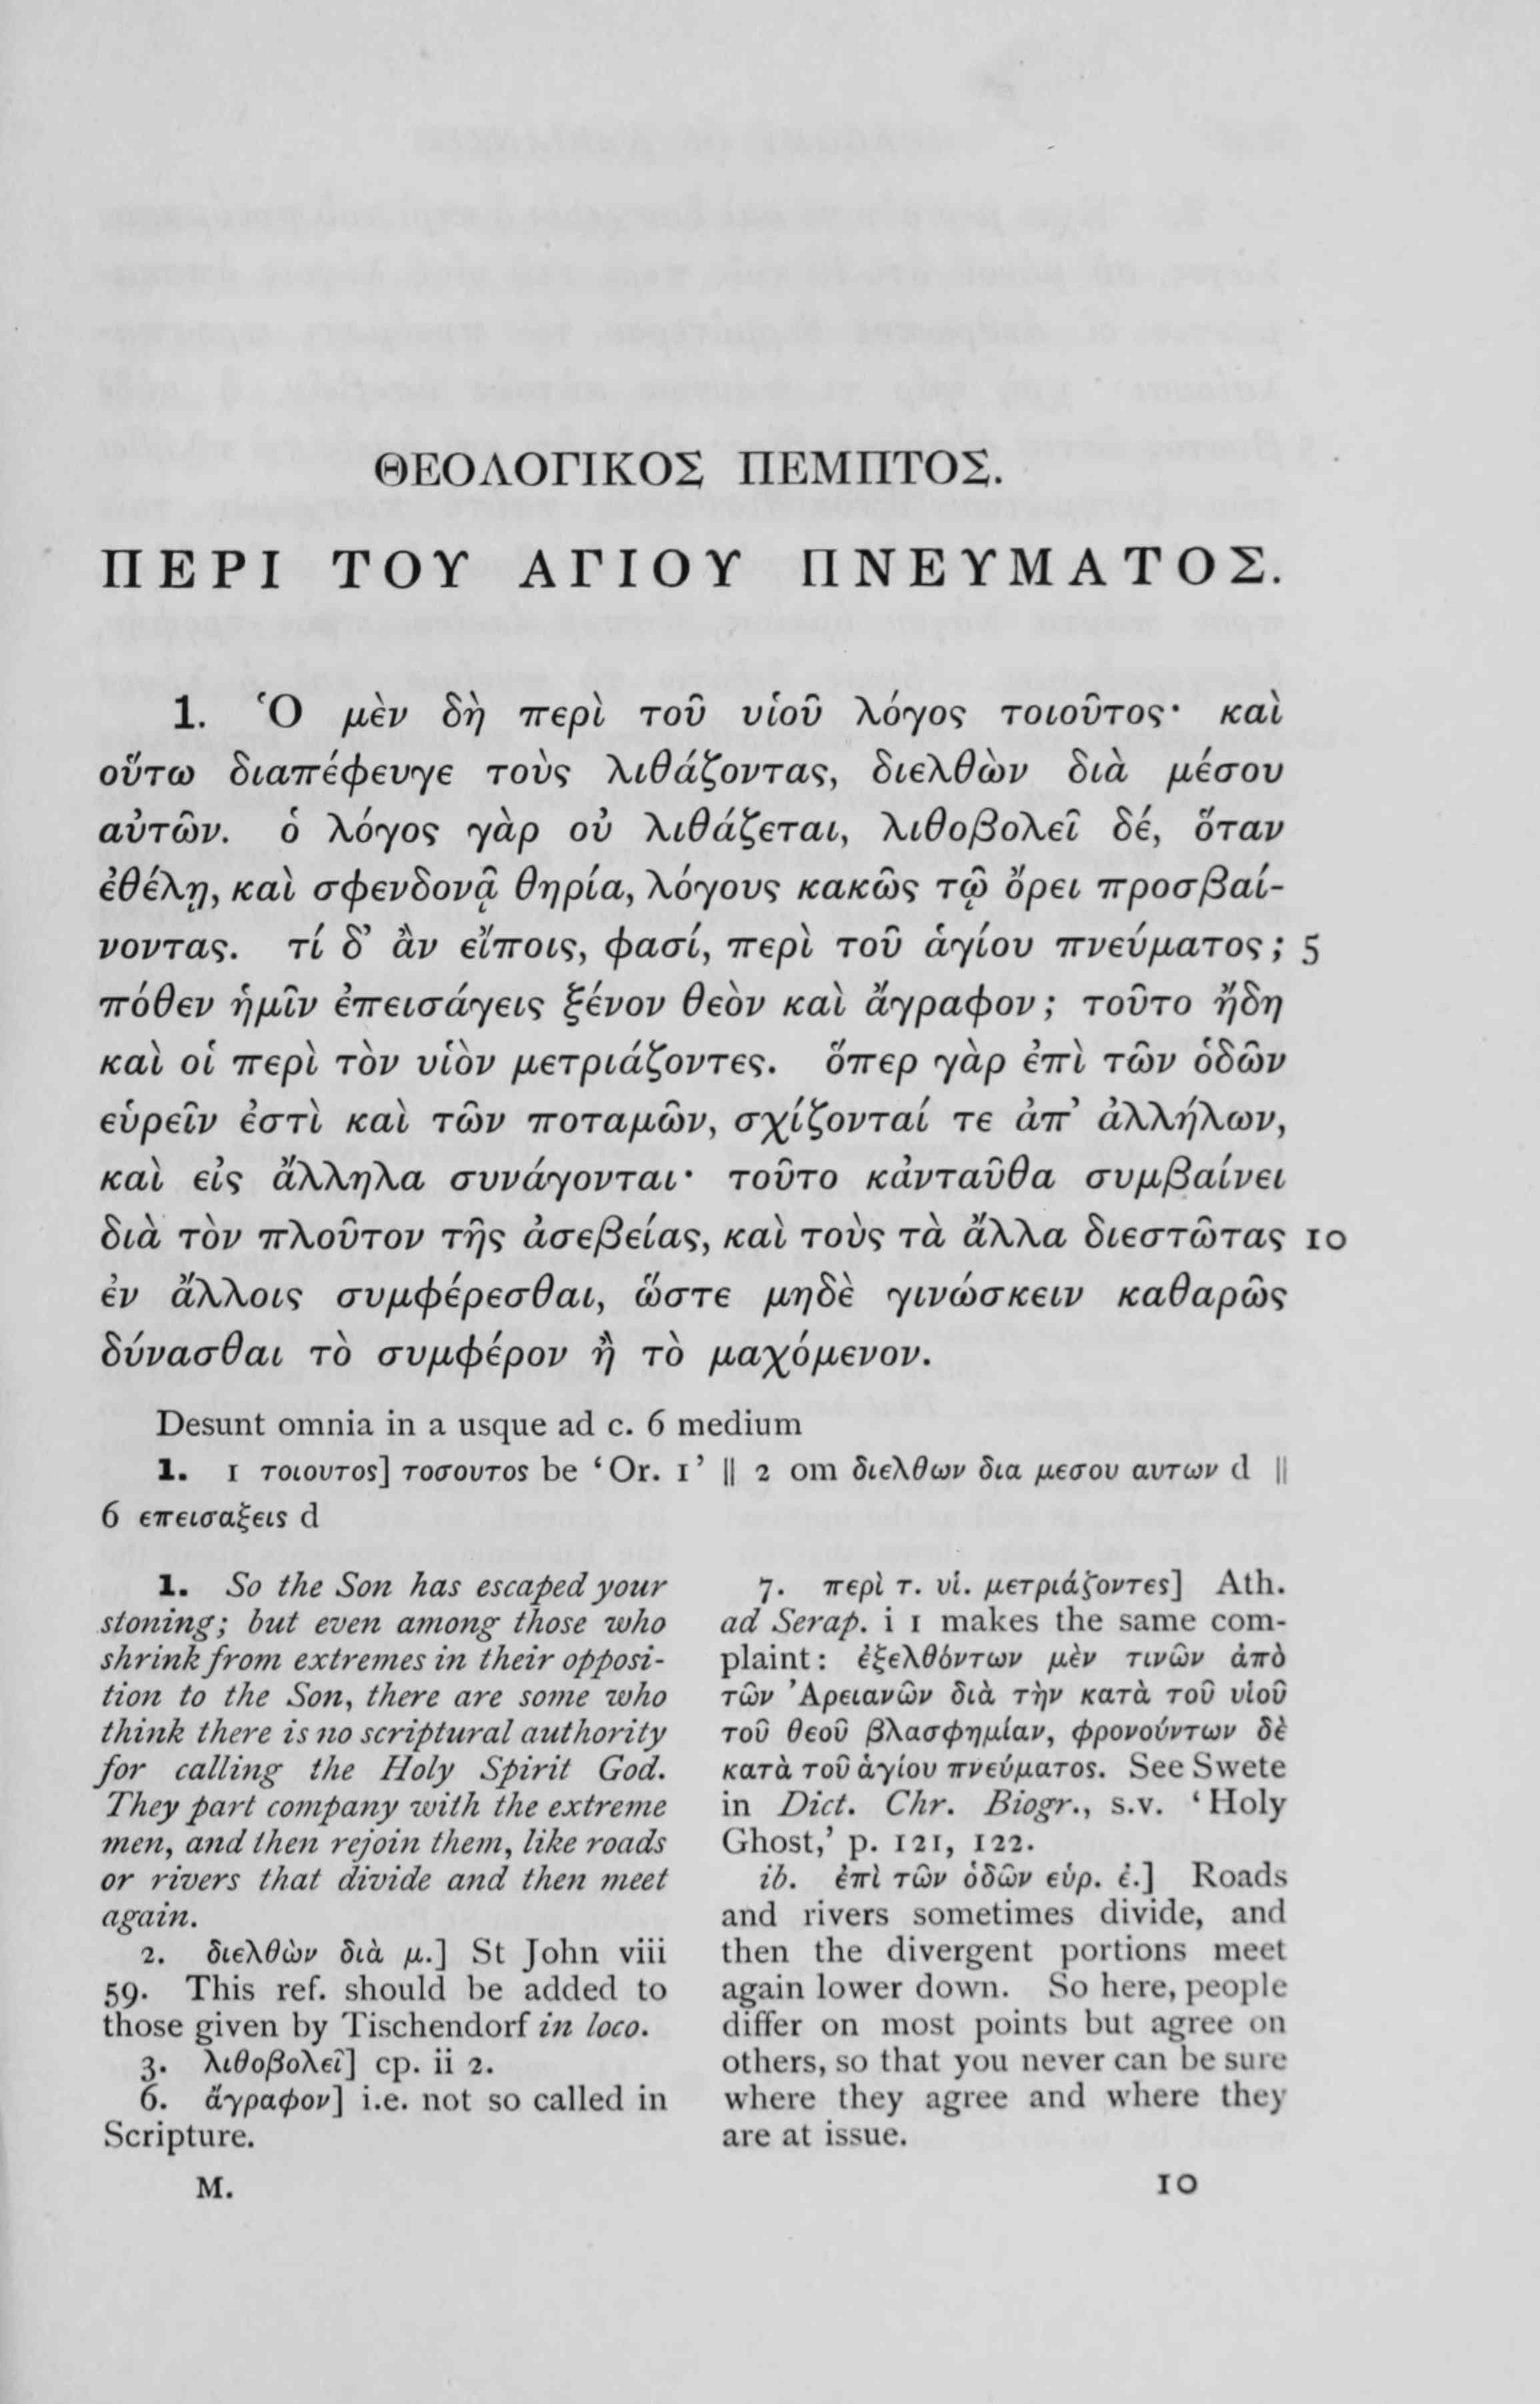 ΘΕΟΛΟΓΙΚΟΣ ΠΕΜΠΤΟΣ.
ΠΕΡΙ ΤΟΥ ΑΓΙΟΥ ΠΝΕΥΜΑΤΟΣ.
1. Ὁ μὲν δὴ περὶ τοῦ υἱοῦ λόγος τοιοῦτος· καὶ
οὕτω διαπέφευγε τοὺς λιθάζοντας, διελθὼν διὰ μέσου
αὐτῶν. ὁ λόγος γὰρ οὐ λιθάζεται, λιθοβολεῖ δέ, ὅταν
ἐθέλῃ, καὶ σφενδονᾷ θηρία, λόγους κακῶς τῷ ὄρει προσβαί-
νοντας. τί δ’ ἂν εἴποις, φασί, περὶ τοῦ ἁγίου πνεύματος; 5
πόθεν ἡμῖν ἐπεισάγεις ξένον θεὸν καὶ ἄγραφον; τοῦτο ἤδη
καὶ οἱ περὶ τὸν υἱὸν μετριάζοντες. ὅπερ γὰρ ἐπὶ τῶν ὁδῶν
εὑρεῖν ἐστὶ καὶ τῶν ποταμῶν, σχίζονταί τε ἀπ’ ἀλλήλων,
καὶ εἰς ἄλληλα συνάγονται· τοῦτο κἀνταῦθα συμβαίνει
διὰ τὸν πλοῦτον τῆς ἀσεβείας, καὶ τοὺς τὰ ἄλλα διεστῶτας 10
ἐν ἄλλοις συμφέρεσθαι, ὥστε μηδὲ γινώσκειν καθαρῶς
δύνασθαι τὸ συμφέρον ἢ τὸ μαχόμενον.
Desunt omnia in a usque ad c. 6 medium
1. 1 τοιουτος] τοσουτος be ‘Or. 1’ || 2 om διελθων δια μεσου αυτων d ||
6 επεισαξεις d
1. So the Son has escaped your
stoning; but even among those who
shrink from extremes in their opposi-
tion to the Son, there are some who
think there is no scriptural authority
for calling the Holy Spirit God.
They part company with the extreme
men, and then rejoin them, like roads
or rivers that divide and then meet
again.
2. διελθὼν διὰ μ.] St John viii
59. This ref. should be added to
those given by Tischendorf in loco.
3. λιθοβολεῖ] cp. ii 2.
6. ἄγραφον] i.e. not so called in
Scripture.
7. περὶ τ. υἱ. μετριάζοντες] Ath.
ad Serap. i 1 makes the same com-
plaint: ἐξελθόντων μὲν τινῶν ἀπὸ
τῶν Ἀρειανῶν διὰ τὴν κατὰ τοῦ υἱοῦ
τοῦ θεοῦ βλασφημίαν, φρονούντων δὲ
κατὰ τοῦ ἁγίου πνεύματος. See Swete
in Dict. Chr. Biogr., s.v. ‘Holy
Ghost,’ p. 121, 122.
ib. ἐπὶ τῶν ὁδῶν εὑρ. ἐ.] Roads
and rivers sometimes divide, and
then the divergent portions meet
again lower down. So here, people
differ on most points but agree on
others, so that you never can be sure
where they agree and where they
are at issue.
M. 10